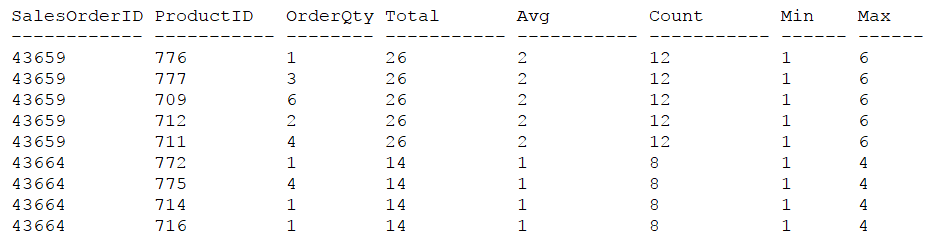 SalesOrderID ProductID   OrderQty Total       Avg         Count       Min    Max
------------ ----------- -------- ----------- ----------- ----------- ------ ------
43659        776         1        26          2           12          1      6
43659        777         3        26          2           12          1      6
43659        709         6        26          2           12          1      6
43659        712         2        26          2           12          1      6
43659        711         4        26          2           12          1      6
43664        772         1        14          1           8           1      4
43664        775         4        14          1           8           1      4
43664        714         1        14          1           8           1      4
43664        716         1        14          1           8           1      4